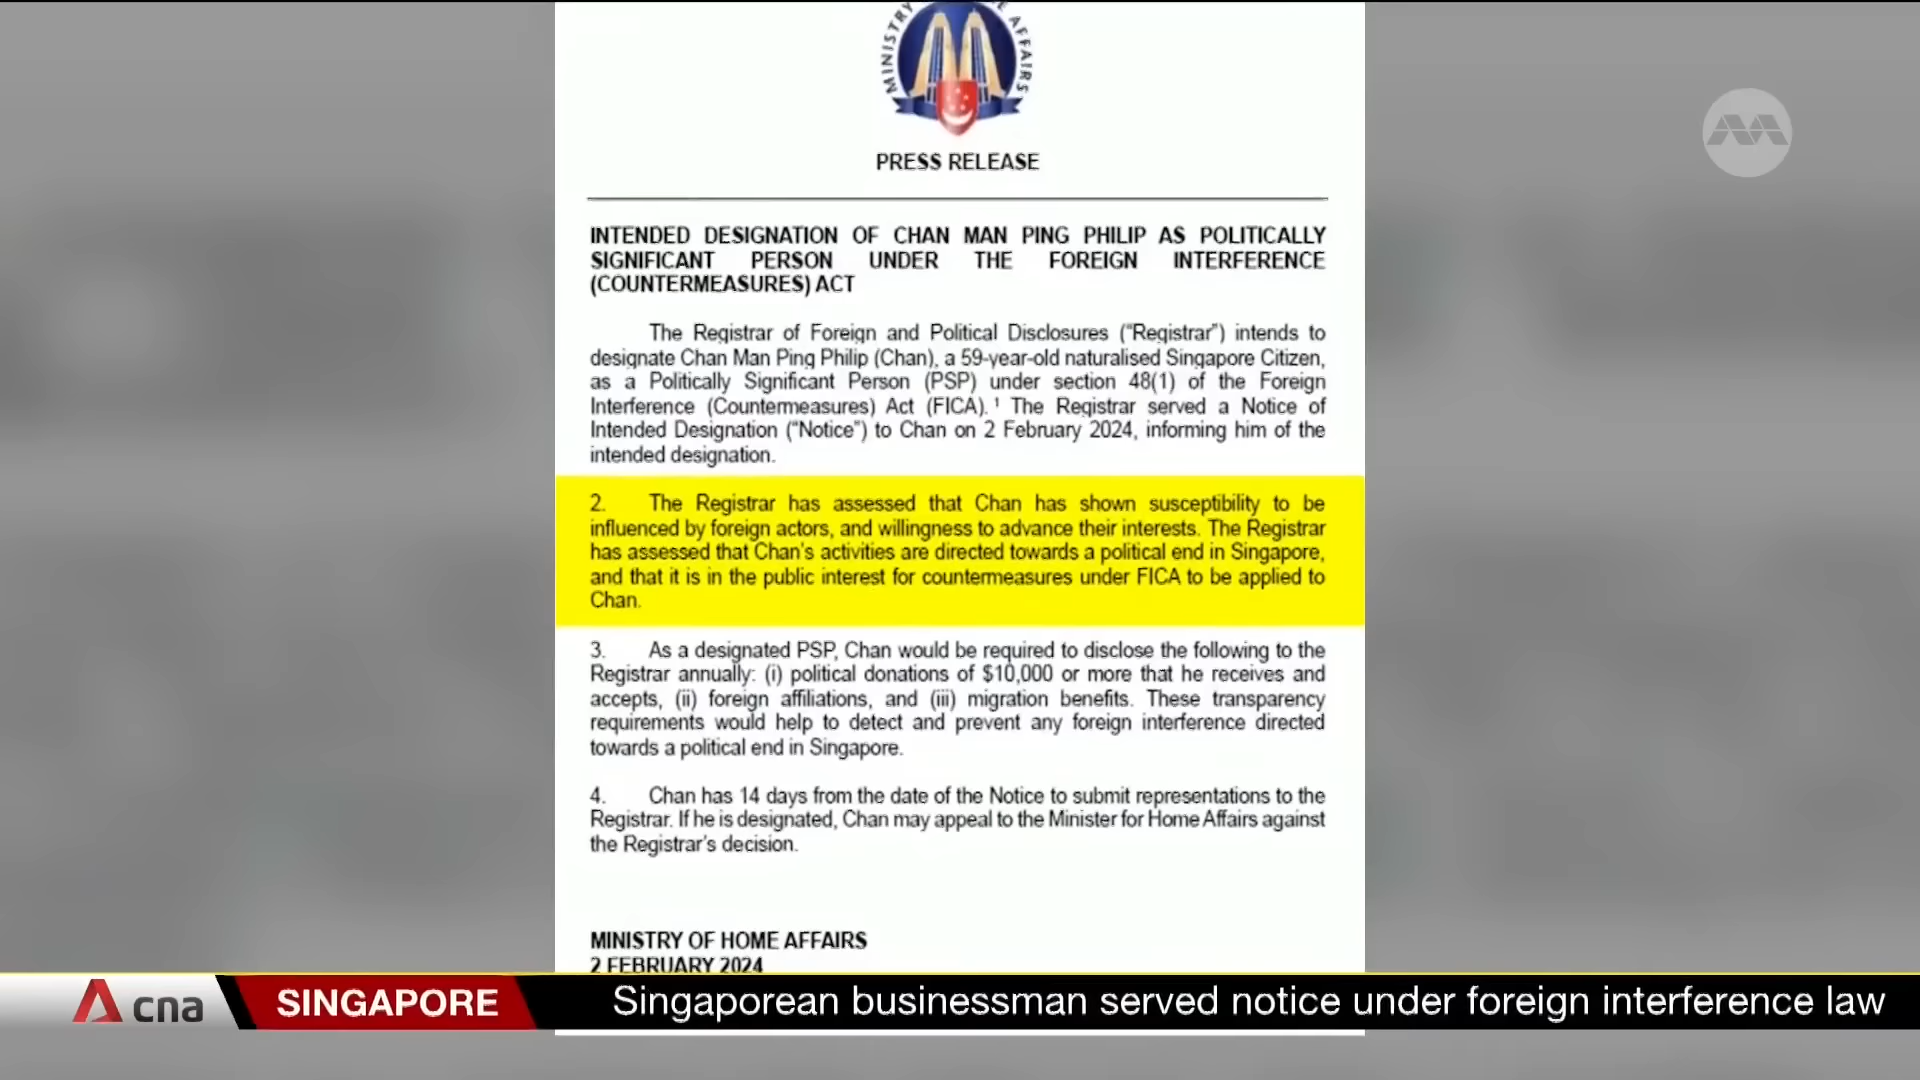 MINISTRY AFFAIRS
PRESS RELEASE
INTENDED DESIGNATION OF CHAN MAN PING PHILIP AS POLITICALLY
SIGNIFICANT PERSON UNDER THE FOREIGN INTERFERENCE
(COUNTERMEASURES) ACT
The Registrar of Foreign and Political Disclosures (“Registrar”) intends to
designate Chan Man Ping Philip (Chan), a 59-year-old naturalised Singapore Citizen,
as a Politically Significant Person (PSP) under section 48(1) of the Foreign
Interference (Countermeasures) Act (FICA).¹ The Registrar served a Notice of
Intended Designation (“Notice”) to Chan on 2 February 2024, informing him of the
intended designation.
2. The Registrar has assessed that Chan has shown susceptibility to be
influenced by foreign actors, and willingness to advance their interests. The Registrar
has assessed that Chan’s activities are directed towards a political end in Singapore,
and that it is in the public interest for countermeasures under FICA to be applied to
Chan.
3. As a designated PSP, Chan would be required to disclose the following to the
Registrar annually: (i) political donations of $10,000 or more that he receives and
accepts, (ii) foreign affiliations, and (iii) migration benefits. These transparency
requirements would help to detect and prevent any foreign interference directed
towards a political end in Singapore.
4. Chan has 14 days from the date of the Notice to submit representations to the
Registrar. If he is designated, Chan may appeal to the Minister for Home Affairs against
the Registrar’s decision.
MINISTRY OF HOME AFFAIRS
2 FEBRUARY 2024
cna SINGAPORE Singaporean businessman served notice under foreign interference law